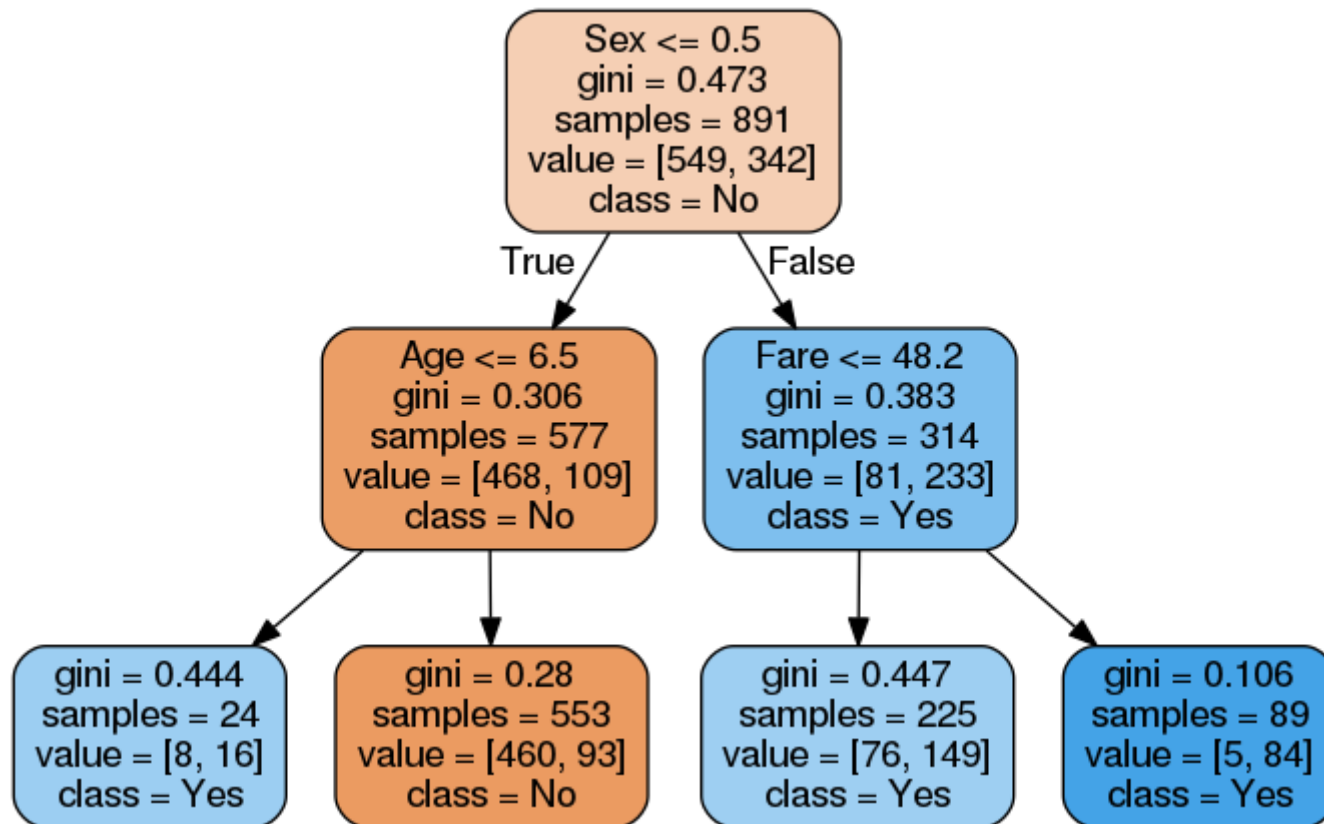 Sex <= 0.5
gini = 0.473
samples = 891
value = [549, 342]
class = No
True
False
Age <= 6.5
gini = 0.306
samples = 577
value = [468, 109]
class = No
Fare <= 48.2
gini = 0.383
samples = 314
value = [81, 233]
class = Yes
gini = 0.444
samples = 24
value = [8, 16]
class = Yes
gini = 0.28
samples = 553
value = [460, 93]
class = No
gini = 0.447
samples = 225
value = [76, 149]
class = Yes
gini = 0.106
samples = 89
value = [5, 84]
class = Yes